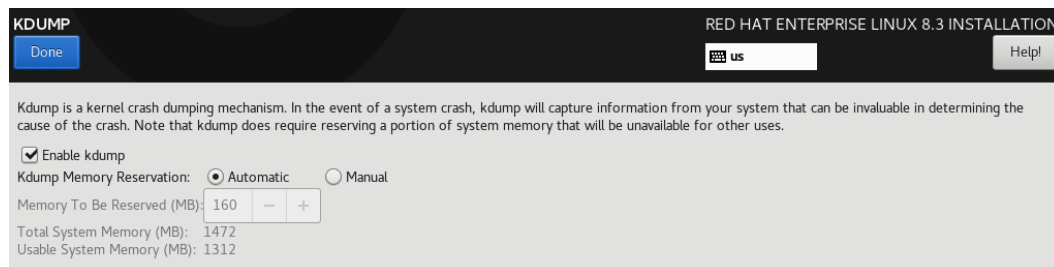 KDUMP
RED HAT ENTERPRISE LINUX 8.3 INSTALLATION
Done
us
Help!
Kdump is a kernel crash dumping mechanism. In the event of a system crash, kdump will capture information from your system that can be invaluable in determining the
cause of the crash. Note that kdump does require reserving a portion of system memory that will be unavailable for other uses.
Enable kdump
Kdump Memory Reservation: Automatic Manual
Memory To Be Reserved (MB): 160 − +
Total System Memory (MB): 1472
Usable System Memory (MB): 1312